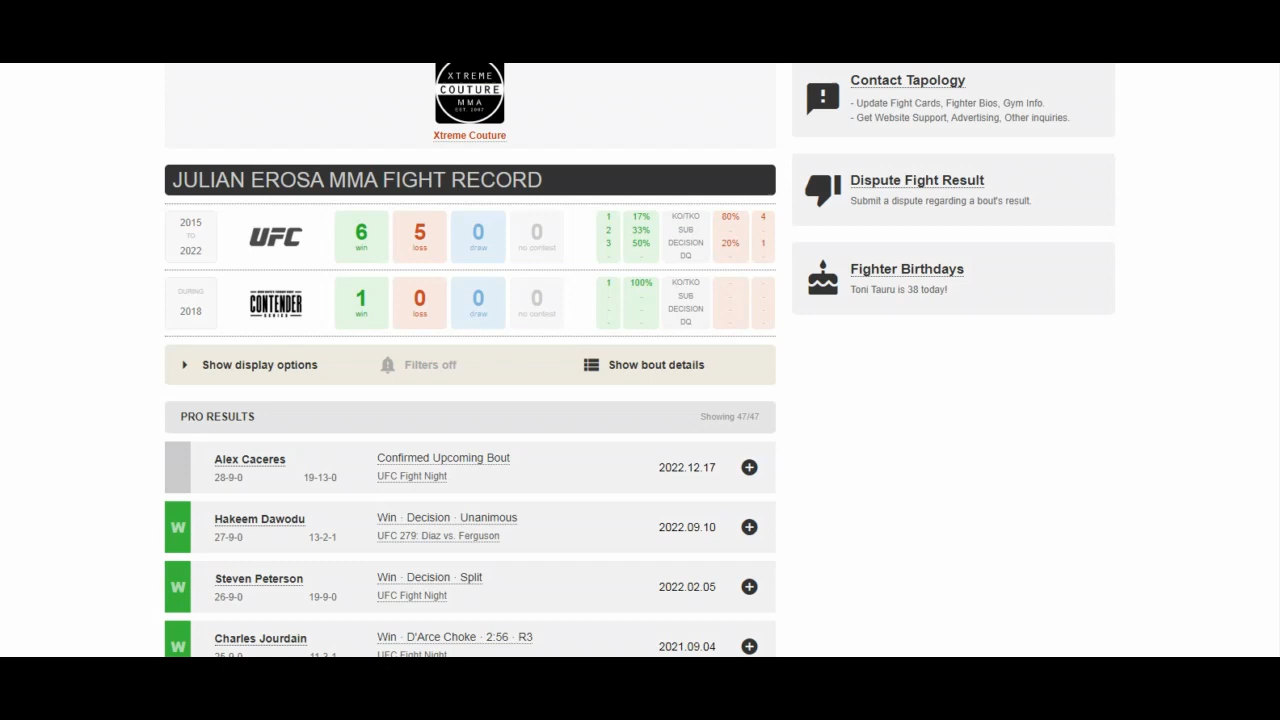 XTREME
COUTURE
MMA
EST. 2007
Xtreme Couture
JULIAN EROSA MMA FIGHT RECORD
2015
TO
2022
UFC
6
win
5
loss
0
draw
0
no contest
1 17% KO/TKO 80% 4
2 33% SUB - -
3 50% DECISION 20% 1
- - DQ - -
DURING
2018
CONTENDER
SERIES
1
win
0
loss
0
draw
0
no contest
1 100% KO/TKO - -
- - SUB - -
- - DECISION - -
- - DQ - -
Show display options
Filters off
Show bout details
PRO RESULTS
Showing 47/47
Alex Caceres Confirmed Upcoming Bout
2022.12.17
28-9-0 19-13-0 UFC Fight Night
W
Hakeem Dawodu Win · Decision · Unanimous
2022.09.10
27-9-0 13-2-1 UFC 279: Diaz vs. Ferguson
W
Steven Peterson Win · Decision · Split
2022.02.05
26-9-0 19-9-0 UFC Fight Night
W
Charles Jourdain Win · D'Arce Choke · 2:56 · R3
2021.09.04
UFC Fight Night
Contact Tapology
- Update Fight Cards, Fighter Bios, Gym Info.
- Get Website Support, Advertising, Other inquiries.
Dispute Fight Result
Submit a dispute regarding a bout's result.
Fighter Birthdays
Toni Tauru is 38 today!